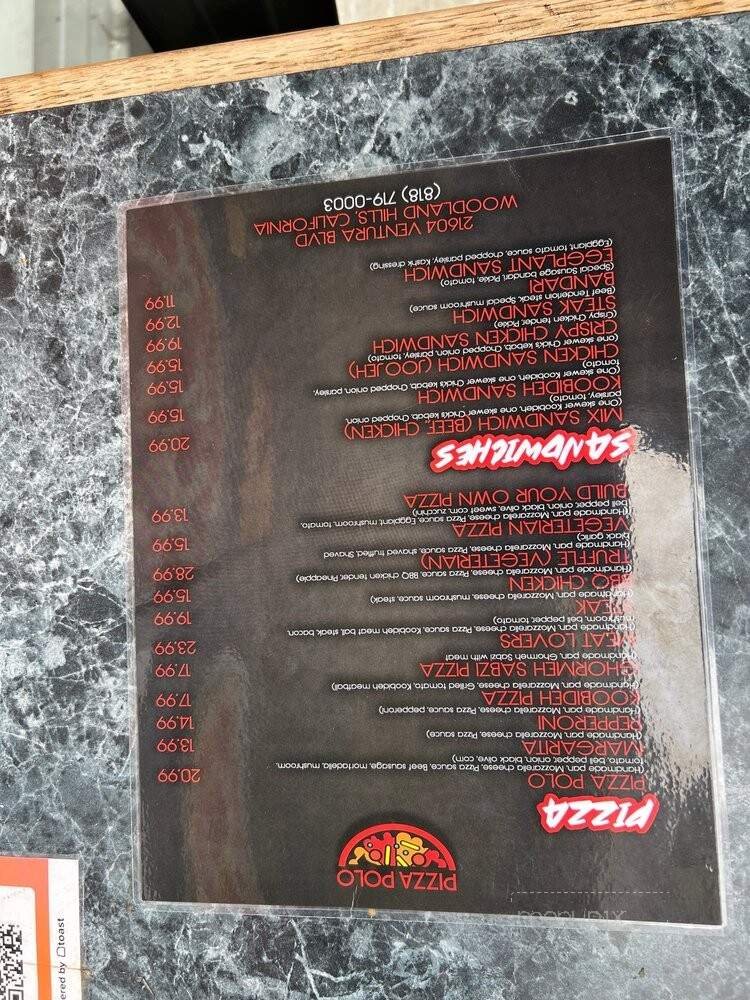 PIZZA POLO
PIZZA
PIZZA POLO 20.99
(Handmade pan, Mozzarella cheese, Pizza sauce, Beef sausage, mortadella, mushroom,
tomato, bell pepper, onion, black olive, corn)
MARGARITA 13.99
(Handmade pan, Mozzarella cheese, Pizza sauce)
PEPPERONI 14.99
(Handmade pan, Mozzarella cheese, Pizza sauce, pepperoni)
KOOBIDEH PIZZA 17.99
(Handmade pan, Mozzarella cheese, Grilled tomato, Koobideh meatball)
GHORMEH SABZI PIZZA 17.99
(Handmade pan, Ghormeh Sabzi with meat
MEAT LOVERS 23.99
(Handmade pan, Mozzarella cheese, Pizza sauce, Koobideh meat ball, steak, bacon,
mushroom, bell pepper, tomato)
STEAK 19.99
(Handmade pan, Mozzarella cheese, mushroom sauce, steak)
BBQ CHICKEN 15.99
(Handmade pan, Mozzarella cheese, Pizza sauce, BBQ chicken tender, Pineapple)
TRUFFLE (VEGETERIAN) 28.99
(Handmade pan, Mozzarella cheese, Pizza sauce, shaved truffled, Shaved
black garlic)
VEGETERIAN PIZZA 15.99
(Handmade pan, Mozzarella cheese, Pizza sauce, Eggplant, mushroom, tomato,
bell pepper, onion, black olive, sweet corn, zucchini)
BUILD YOUR OWN PIZZA 13.99
SANDWICHES
MIX SANDWICH (BEEF, CHICKEN) 20.99
(One skewer Koobideh, one skewer Chicks kebab, Chopped onion,
parsley, tomato)
KOOBIDEH SANDWICH 15.99
(One skewer Koobideh, one skewer Chicks kebab, Chopped onion, parsley,
tomato
CHICKEN SANDWICH (JOOJEH) 15.99
(one skewer Chicks kebab, Chopped onion, parsley, tomato)
CRISPY CHICKEN SANDWICH 15.99
(Crispy chicken tender, Pickle)
STEAK SANDWICH 19.99
(Beef Tenderloin steak, Special mushroom sauce)
BANDARI 12.99
(Special Sausage bandari, Pickle, tomato)
EGGPLANT SANDWICH 11.99
(Eggplant, tomato sauce, chopped parsley, Kashk dressing)
21604 VENTURA BLVD
WOODLAND HILLS, CALIFORNIA
(818) 719-0003
ered by toast